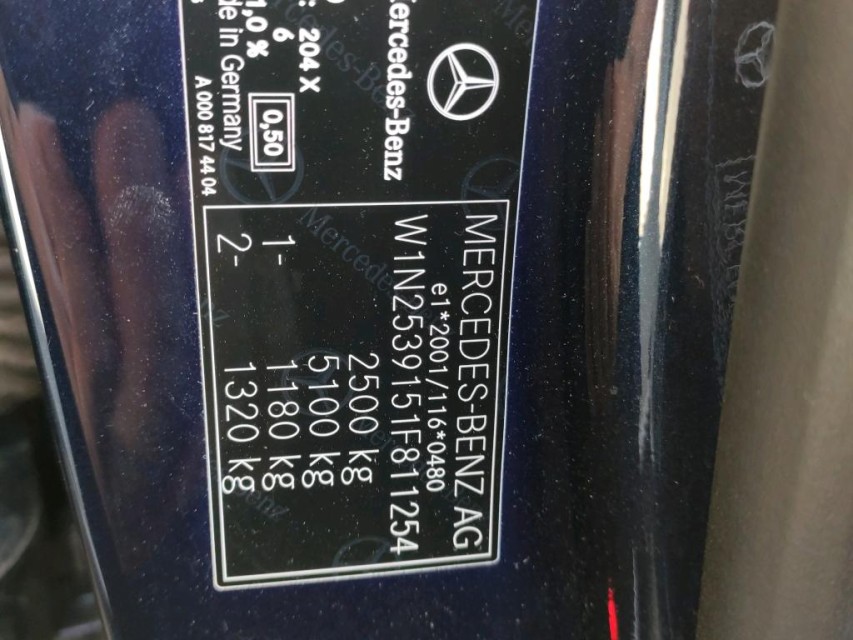 Mercedes-Benz
: 204 X
6
1,0 %
0,50
de in Germany
A 000 817 44 04
MERCEDES-BENZ AG
e1*2001/116*0480
W1N2539151F811254
2500 kg
5100 kg
1- 1180 kg
2- 1320 kg